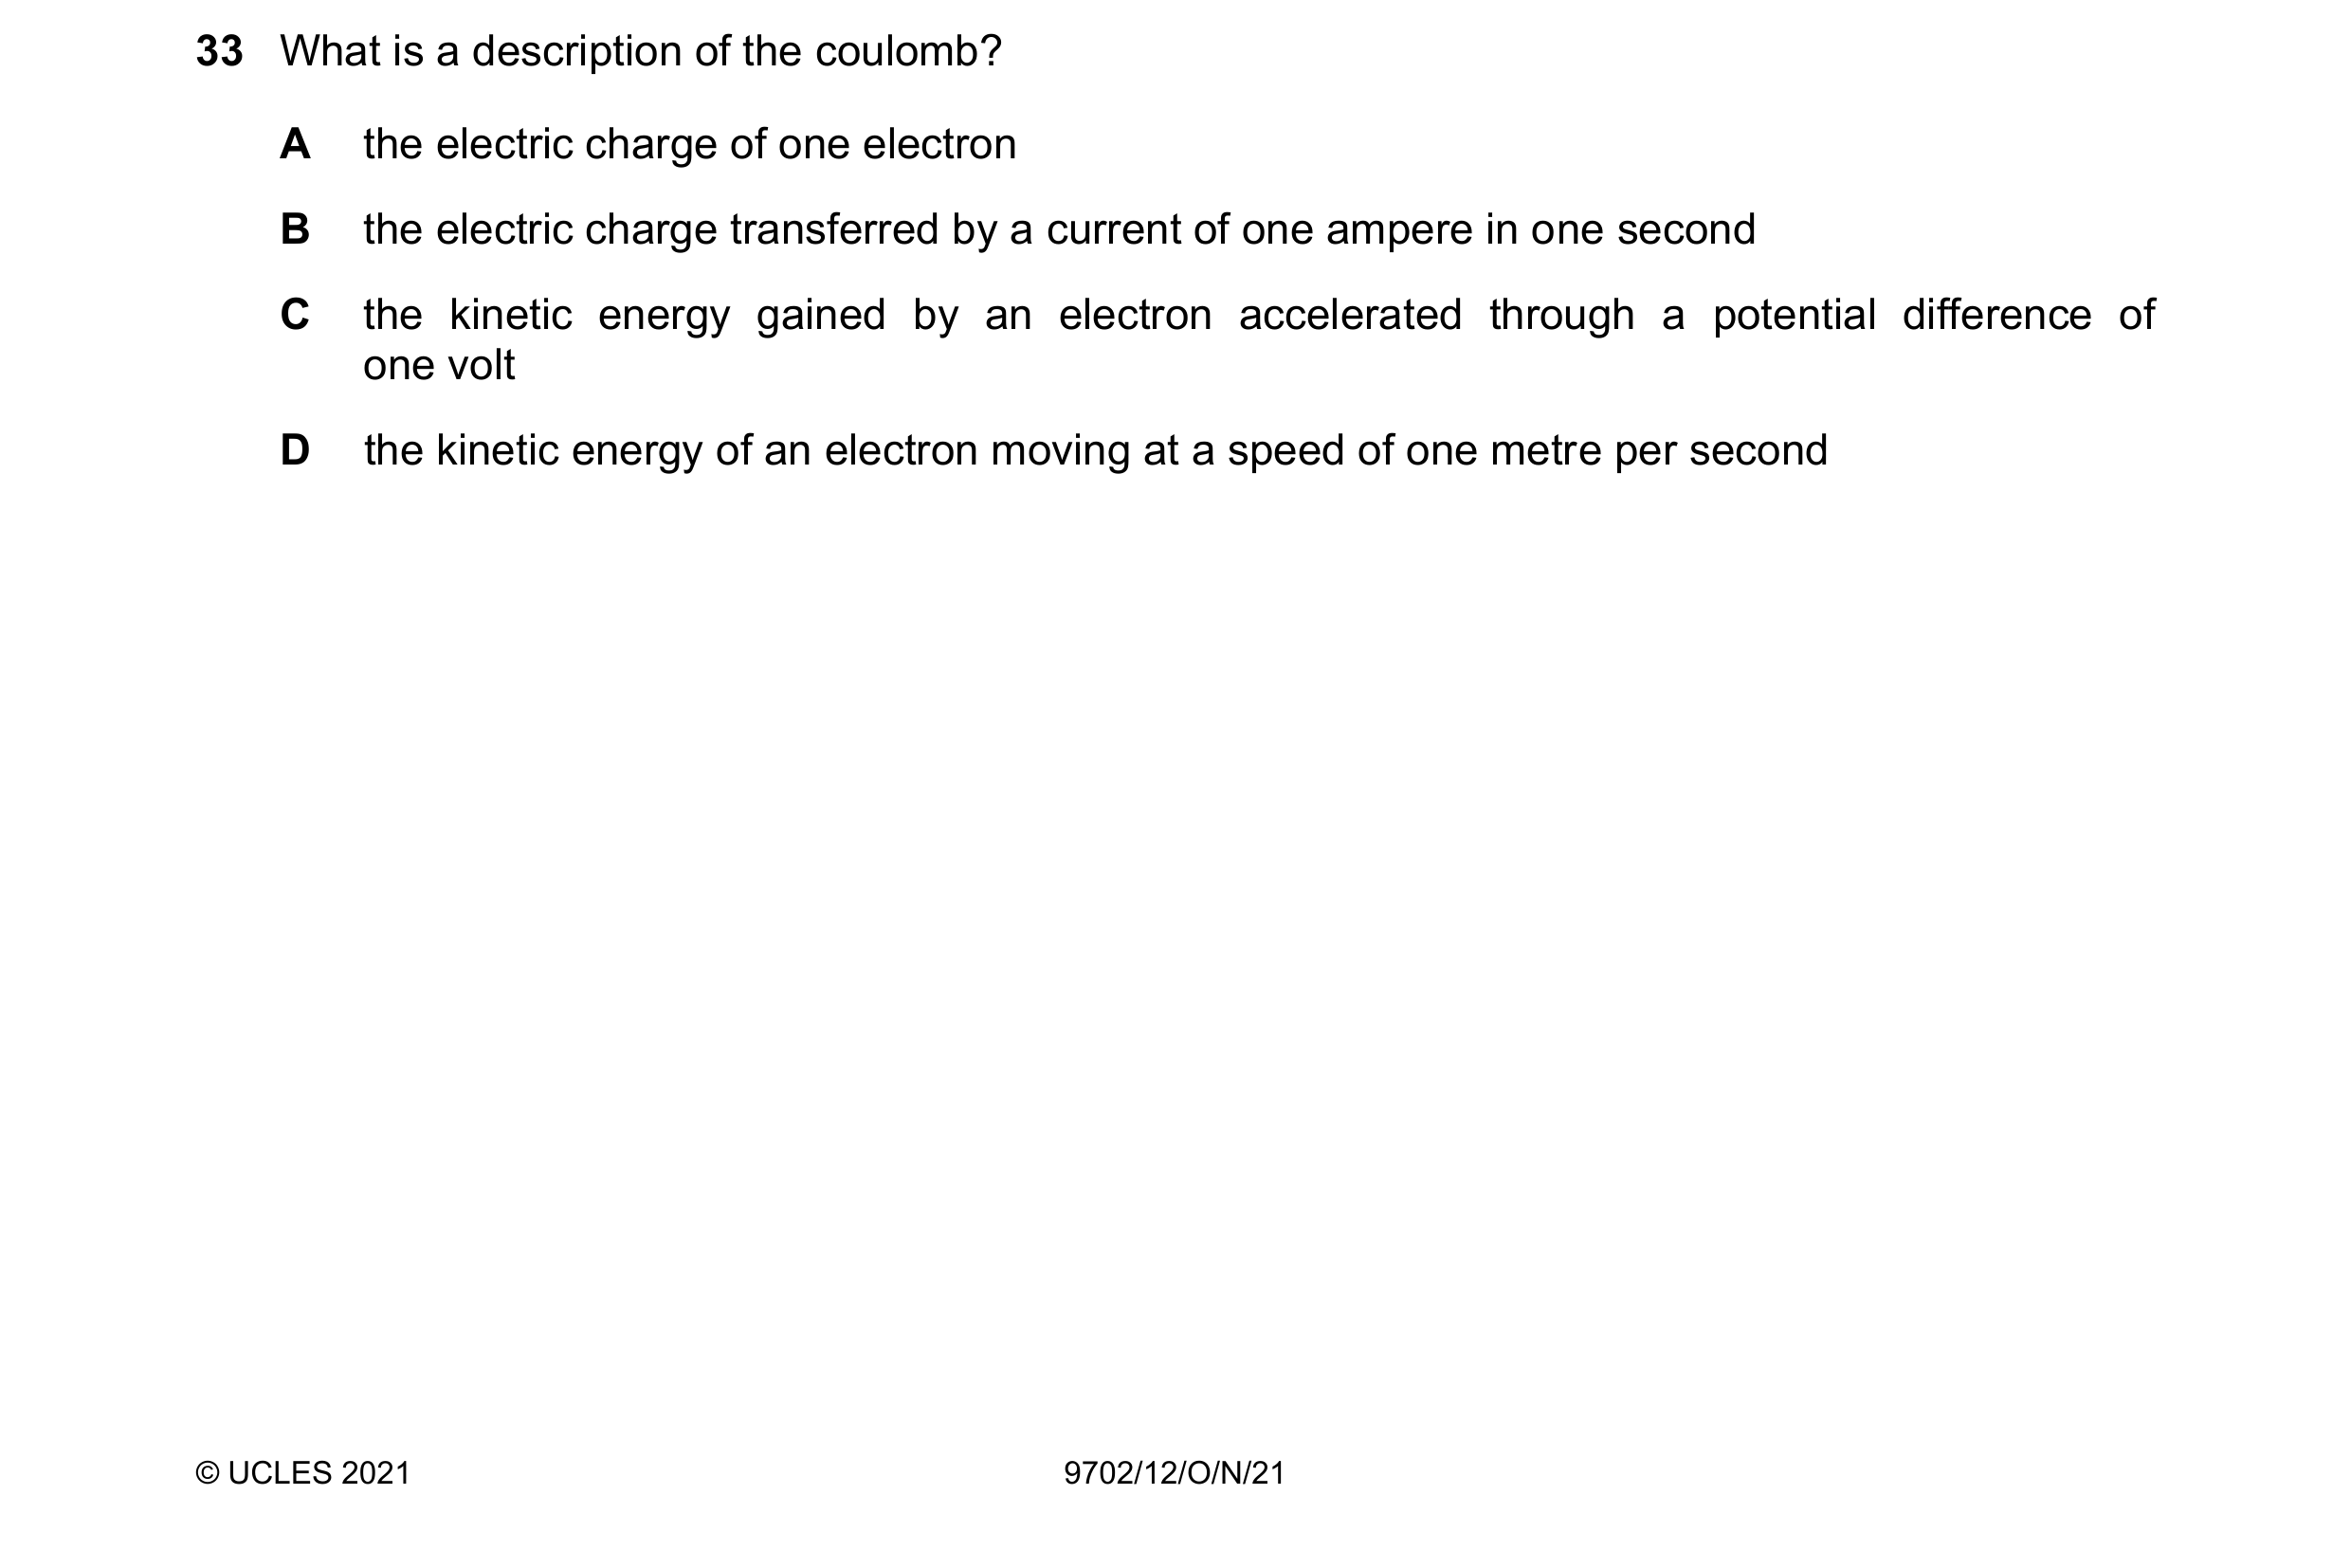 33 What is a description of the coulomb?
A the electric charge of one electron
B the electric charge transferred by a current of one ampere in one second
C the kinetic energy gained by an electron accelerated through a potential difference of
one volt
D the kinetic energy of an electron moving at a speed of one metre per second
© UCLES 2021 9702/12/O/N/21